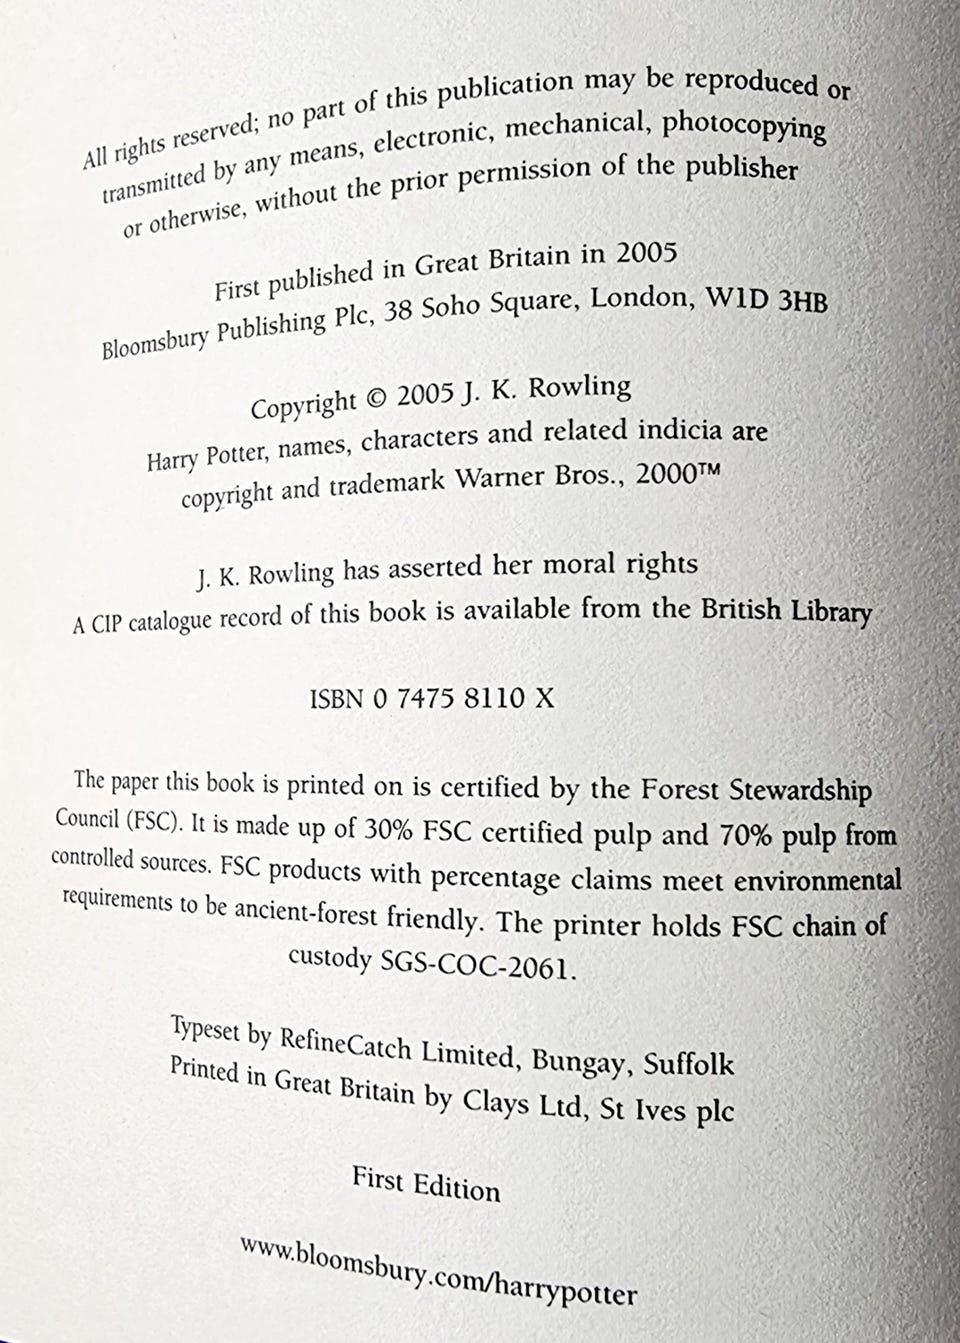 All rights reserved; no part of this publication may be reproduced or
transmitted by any means, electronic, mechanical, photocopying
or otherwise, without the prior permission of the publisher
First published in Great Britain in 2005
Bloomsbury Publishing Plc, 38 Soho Square, London, W1D 3HB
Copyright © 2005 J. K. Rowling
Harry Potter, names, characters and related indicia are
copyright and trademark Warner Bros., 2000™
J. K. Rowling has asserted her moral rights
A CIP catalogue record of this book is available from the British Library
ISBN 0 7475 8110 X
The paper this book is printed on is certified by the Forest Stewardship
Council (FSC). It is made up of 30% FSC certified pulp and 70% pulp from
controlled sources. FSC products with percentage claims meet environmental
requirements to be ancient-forest friendly. The printer holds FSC chain of
custody SGS-COC-2061.
Typeset by RefineCatch Limited, Bungay, Suffolk
Printed in Great Britain by Clays Ltd, St Ives plc
First Edition
www.bloomsbury.com/harrypotter